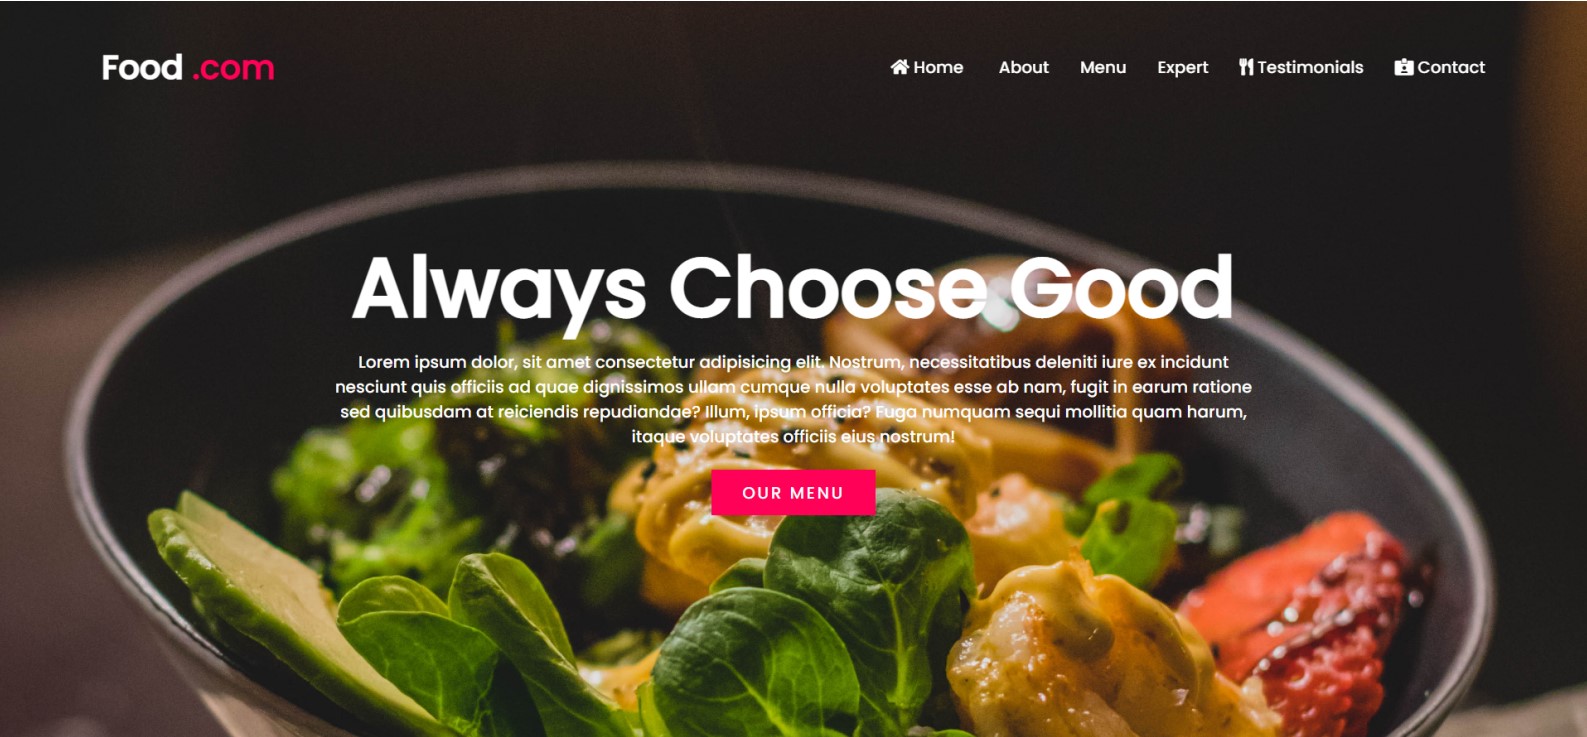 Food .com
Home About Menu Expert Testimonials Contact
Always Choose Good
Lorem ipsum dolor, sit amet consectetur adipisicing elit. Nostrum, necessitatibus deleniti iure ex incidunt
nesciunt quis officiis ad quae dignissimos ullam cumque nulla voluptates esse ab nam, fugit in earum ratione
sed quibusdam at reiciendis repudiandae? Illum, ipsum officia? Fuga numquam sequi mollitia quam harum,
itaque voluptates officiis eius nostrum!
OUR MENU